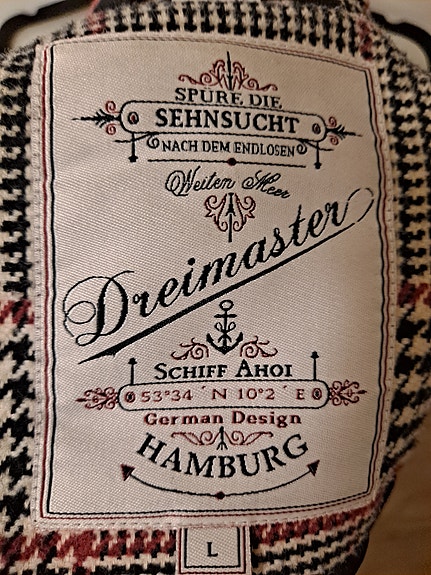 SPÜRE DIE
SEHNSUCHT
NACH DEM ENDLOSEN
Weiten Meer
Dreimaster
SCHIFF AHOI
53°34 ´ N 10°2 ´ E
German Design
HAMBURG
L